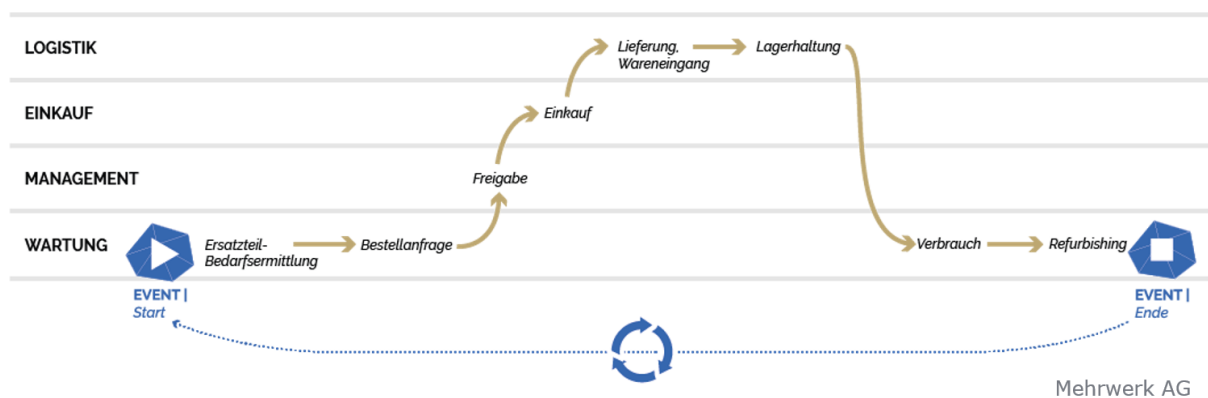 LOGISTIK
Lieferung,
Wareneingang
Lagerhaltung
EINKAUF
Einkauf
MANAGEMENT
Freigabe
WARTUNG
Ersatzteil-
Bedarfsermittlung
Bestellanfrage
Verbrauch
Refurbishing
EVENT |
Start
EVENT |
Ende
Mehrwerk AG